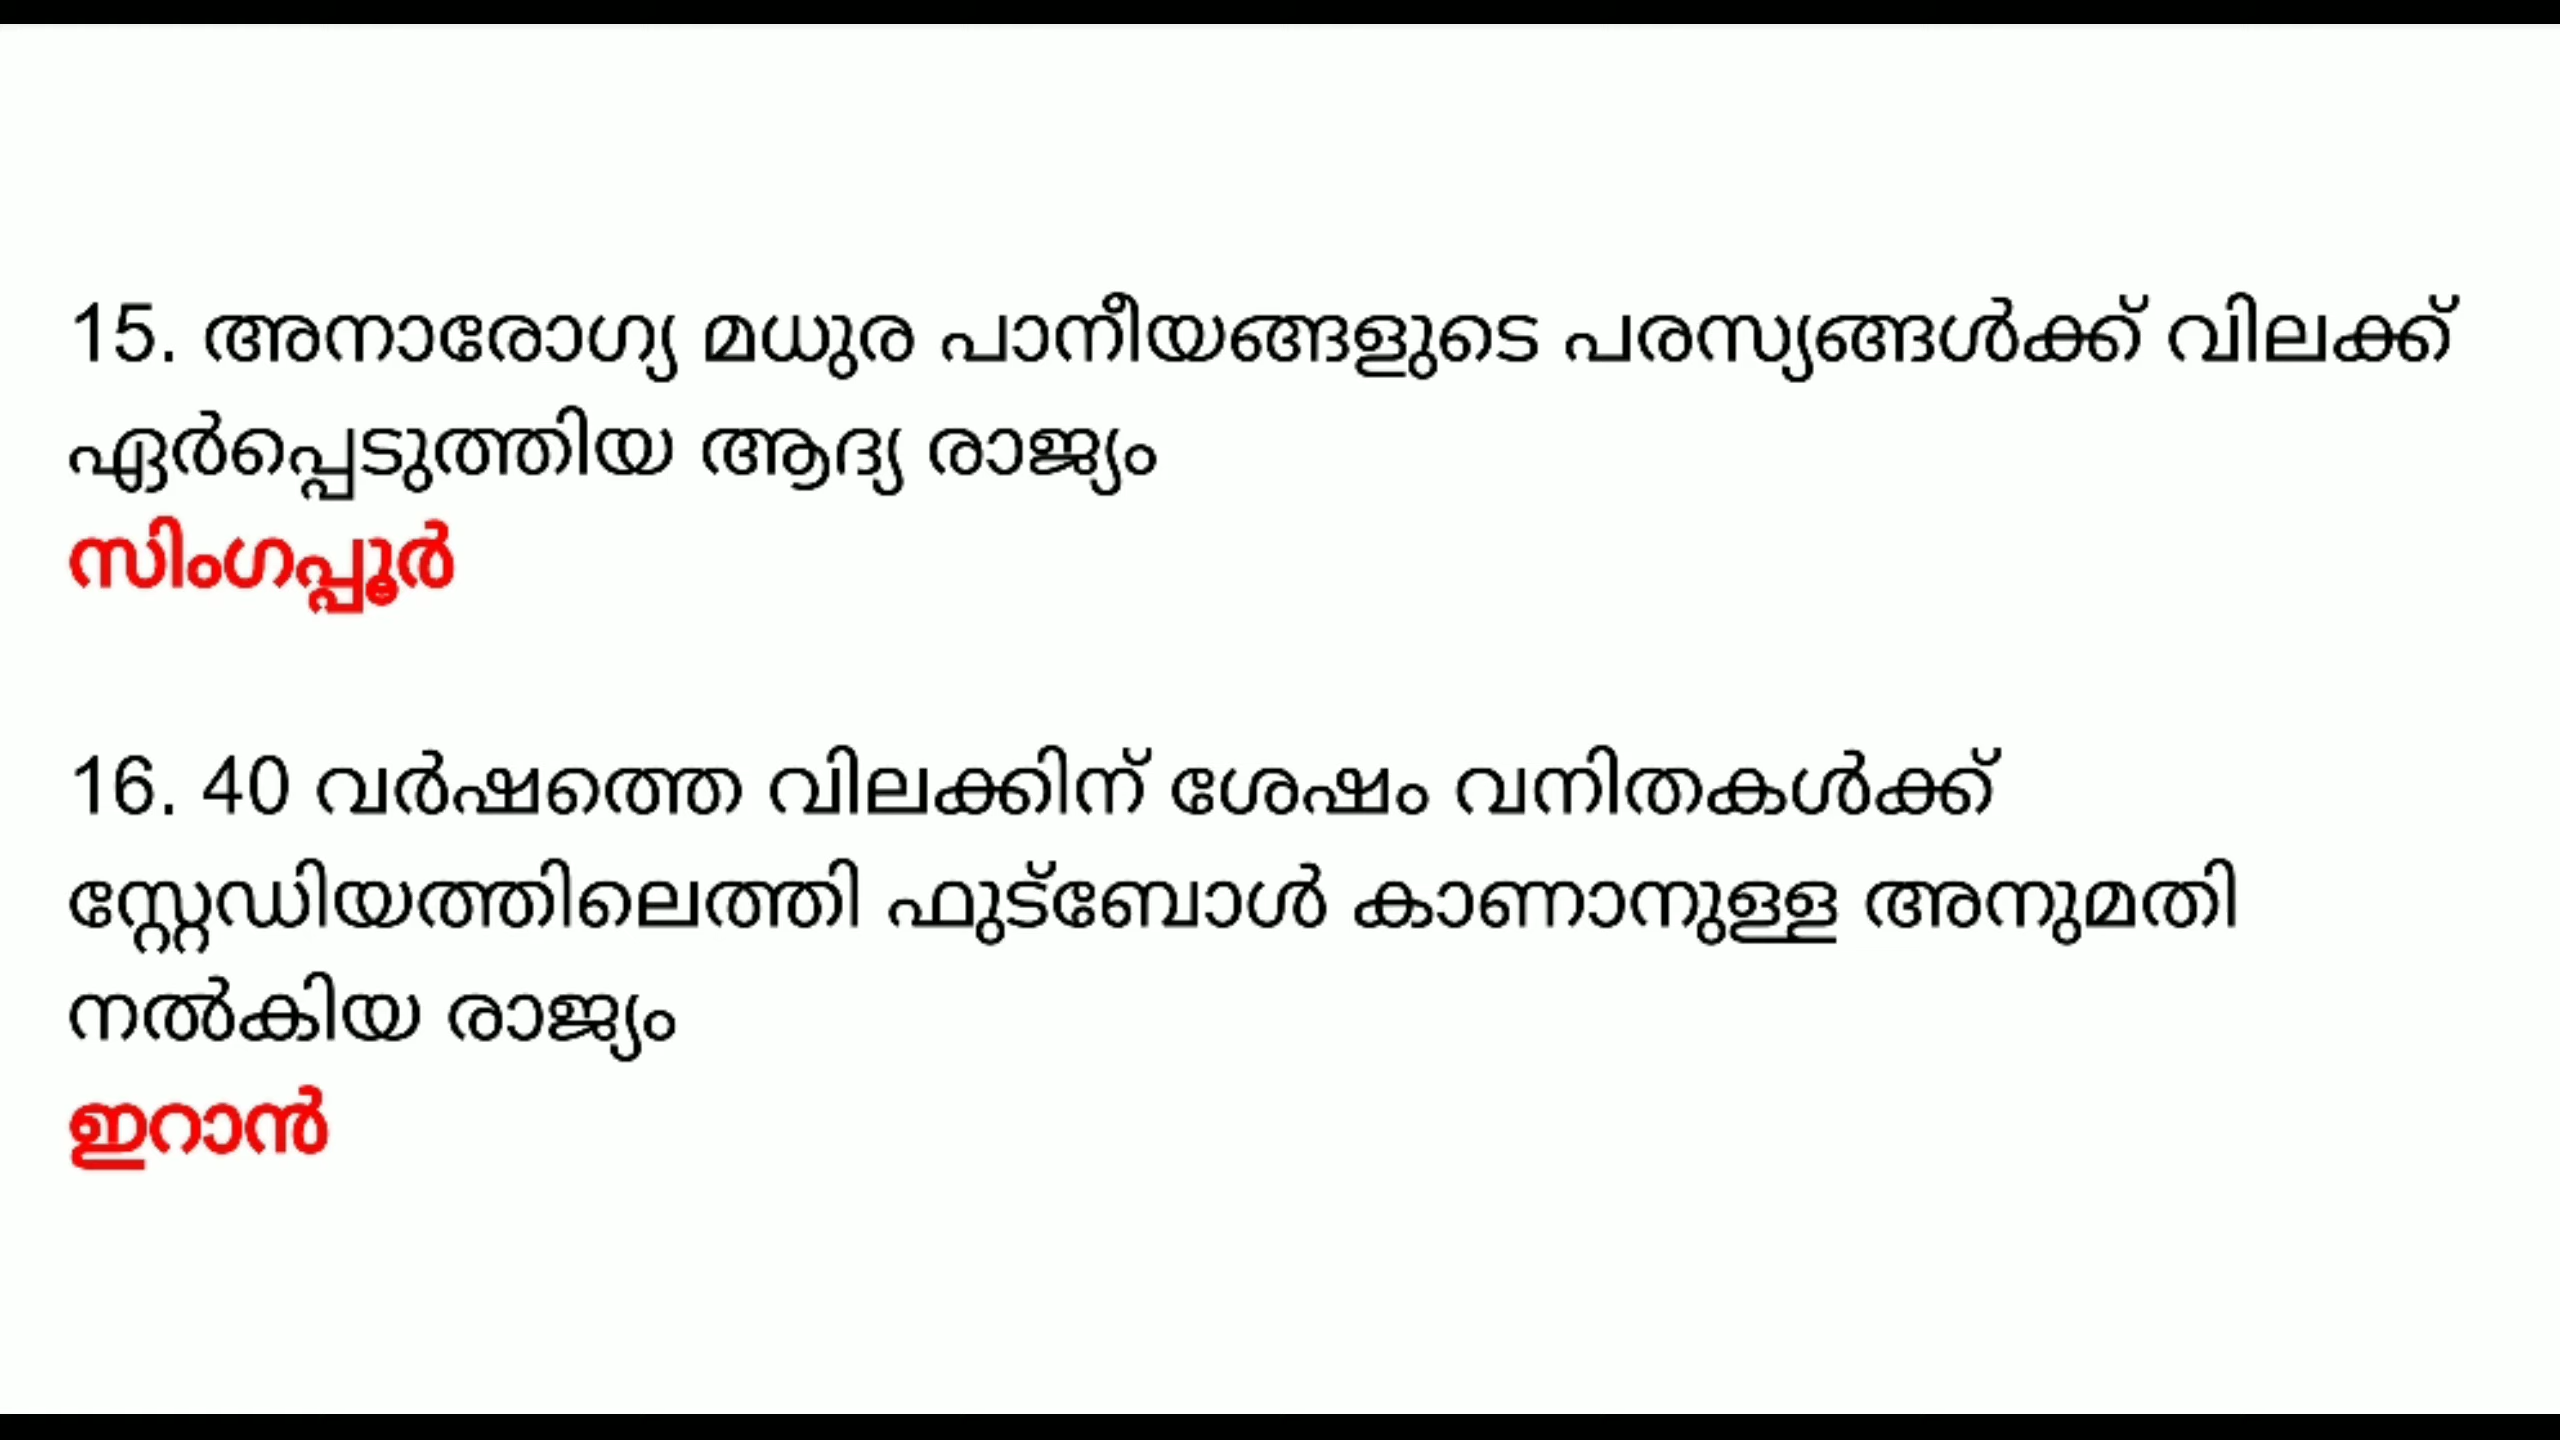 15. അനാരോഗ്യ മധുര പാനീയങ്ങളുടെ പരസ്യങ്ങൾക്ക് വിലക്ക്
ഏർപ്പെടുത്തിയ ആദ്യ രാജ്യം
സിംഗപ്പൂർ
16. 40 വർഷത്തെ വിലക്കിന് ശേഷം വനിതകൾക്ക്
സ്റ്റേഡിയത്തിലെത്തി ഫുട്ബോൾ കാണാനുള്ള അനുമതി
നൽകിയ രാജ്യം
ഇറാൻ